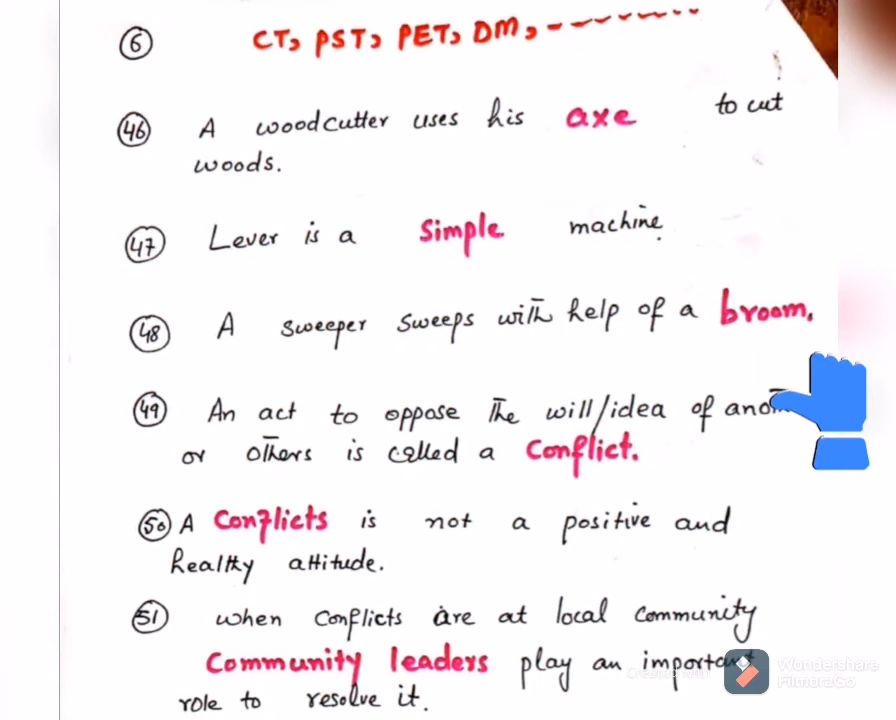 6 CT, PST, PET, DM, --------
46 A woodcutter uses his axe to cut
woods.
47 Lever is a Simple machine.
48 A sweeper sweeps with help of a broom.
49 An act to oppose the will/idea of
or others is called a Conflict.
50 A Conflicts is not a positive and
healthy attitude.
51 when conflicts are at local community
Community leaders play an important
role to resolve it.
Created with
Wondershare
FilmoraGo